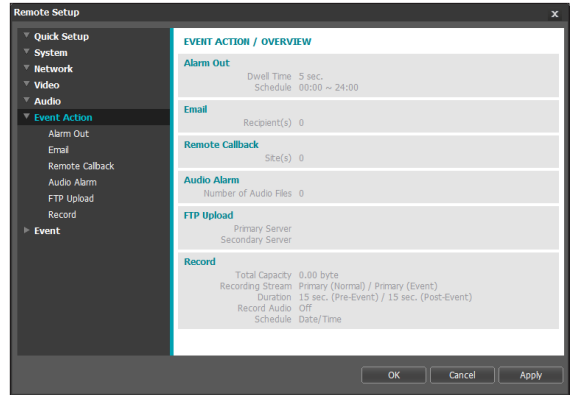 Remote Setup
x
Quick Setup
System
Network
Video
Audio
Event Action
Alarm Out
Email
Remote Callback
Audio Alarm
FTP Upload
Record
Event
EVENT ACTION / OVERVIEW
Alarm Out
Dwell Time 5 sec.
Schedule 00:00 ~ 24:00
Email
Recipient(s) 0
Remote Callback
Site(s) 0
Audio Alarm
Number of Audio Files 0
FTP Upload
Primary Server
Secondary Server
Record
Total Capacity 0.00 byte
Recording Stream Primary (Normal) / Primary (Event)
Duration 15 sec. (Pre-Event) / 15 sec. (Post-Event)
Record Audio Off
Schedule Date/Time
OK Cancel Apply